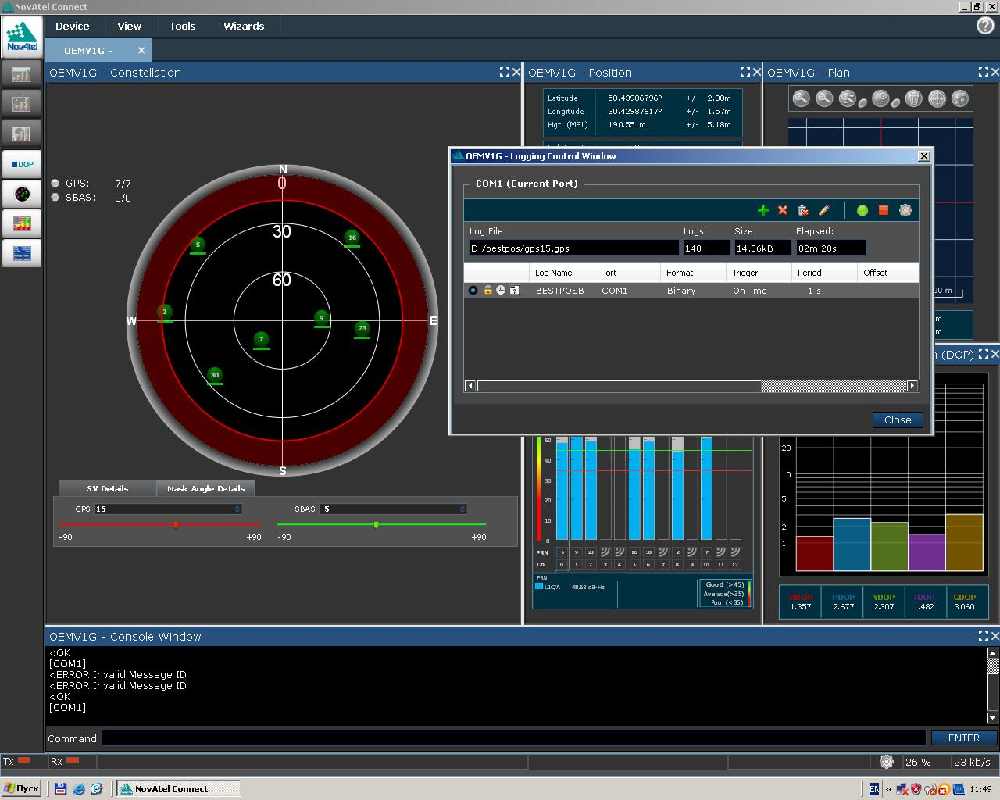 NovAtel Connect
NovAtel
Device View Tools Wizards
OEMV1G -
OEMV1G - Constellation
GPS: 7/7
SBAS: 0/0
N
0
30
60
W
E
S
5
16
2
9
23
7
30
SV Details
Mask Angle Details
GPS 15
SBAS -5
-90 +90
-90 +90
DOP
OEMV1G - Position
Latitude 50.43906796° +/- 2.80m
Longitude 30.42987617° +/- 1.57m
Hgt. (MSL) 190.551m +/- 5.18m
OEMV1G - Plan
00 m
m
m
OEMV1G - Logging Control Window
COM1 (Current Port)
Log File Logs Size Elapsed:
D:/bestpos/gps15.gps 140 14.56kB 02m 20s
Log Name Port Format Trigger Period Offset
BESTPOSB COM1 Binary OnTime 1 s
Close
50
40
30
20
10
0
PRN 5 9 23 16 30 2 7
Ch. 0 1 2 3 4 5 6 7 8 9 10 11 12
PRN:
L1C/A 48.62 dB-Hz
Good (>45)
Average(>35)
Poor (<35)
(DOP)
20
10
5
2
1
HDOP PDOP VDOP TDOP GDOP
1.357 2.677 2.307 1.482 3.060
OEMV1G - Console Window
<OK
[COM1]
<ERROR:Invalid Message ID
<ERROR:Invalid Message ID
<OK
[COM1]
Command
ENTER
Tx Rx 26 % 23 kb/s
Пуск
NovAtel Connect
EN
11:49